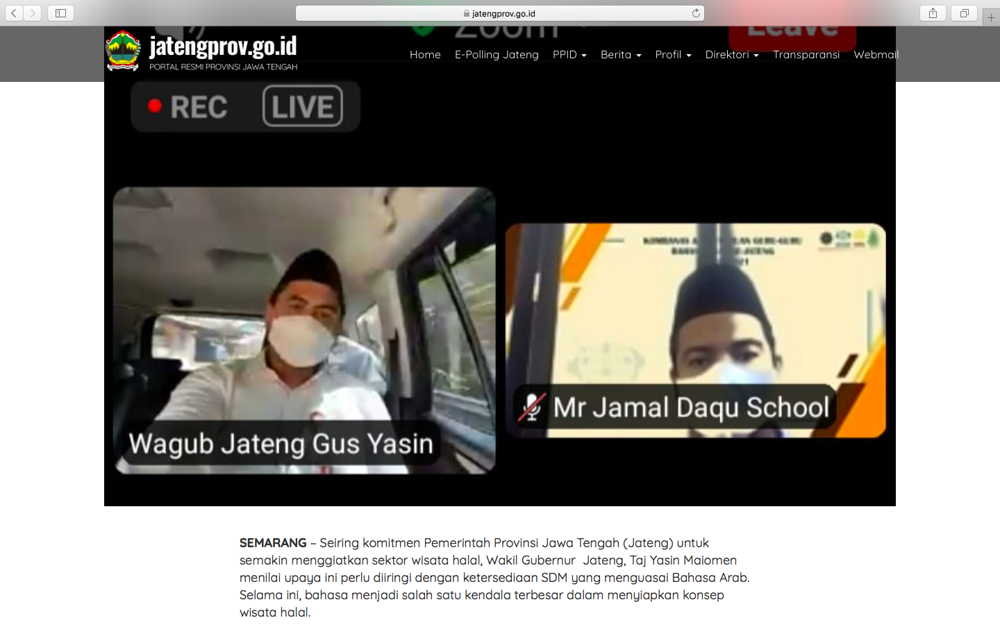 jatengprov.go.id
Zoom
Leave
jatengprov.go.id
PORTAL RESMI PROVINSI JAWA TENGAH
Home E-Polling Jateng PPID Berita Profil Direktori Transparansi Webmail
REC LIVE
Wagub Jateng Gus Yasin
Mr Jamal Daqu School
SEMARANG – Seiring komitmen Pemerintah Provinsi Jawa Tengah (Jateng) untuk
semakin menggiatkan sektor wisata halal, Wakil Gubernur Jateng, Taj Yasin Maiomen
menilai upaya ini perlu diiringi dengan ketersediaan SDM yang menguasai Bahasa Arab.
Selama ini, bahasa menjadi salah satu kendala terbesar dalam menyiapkan konsep
wisata halal.